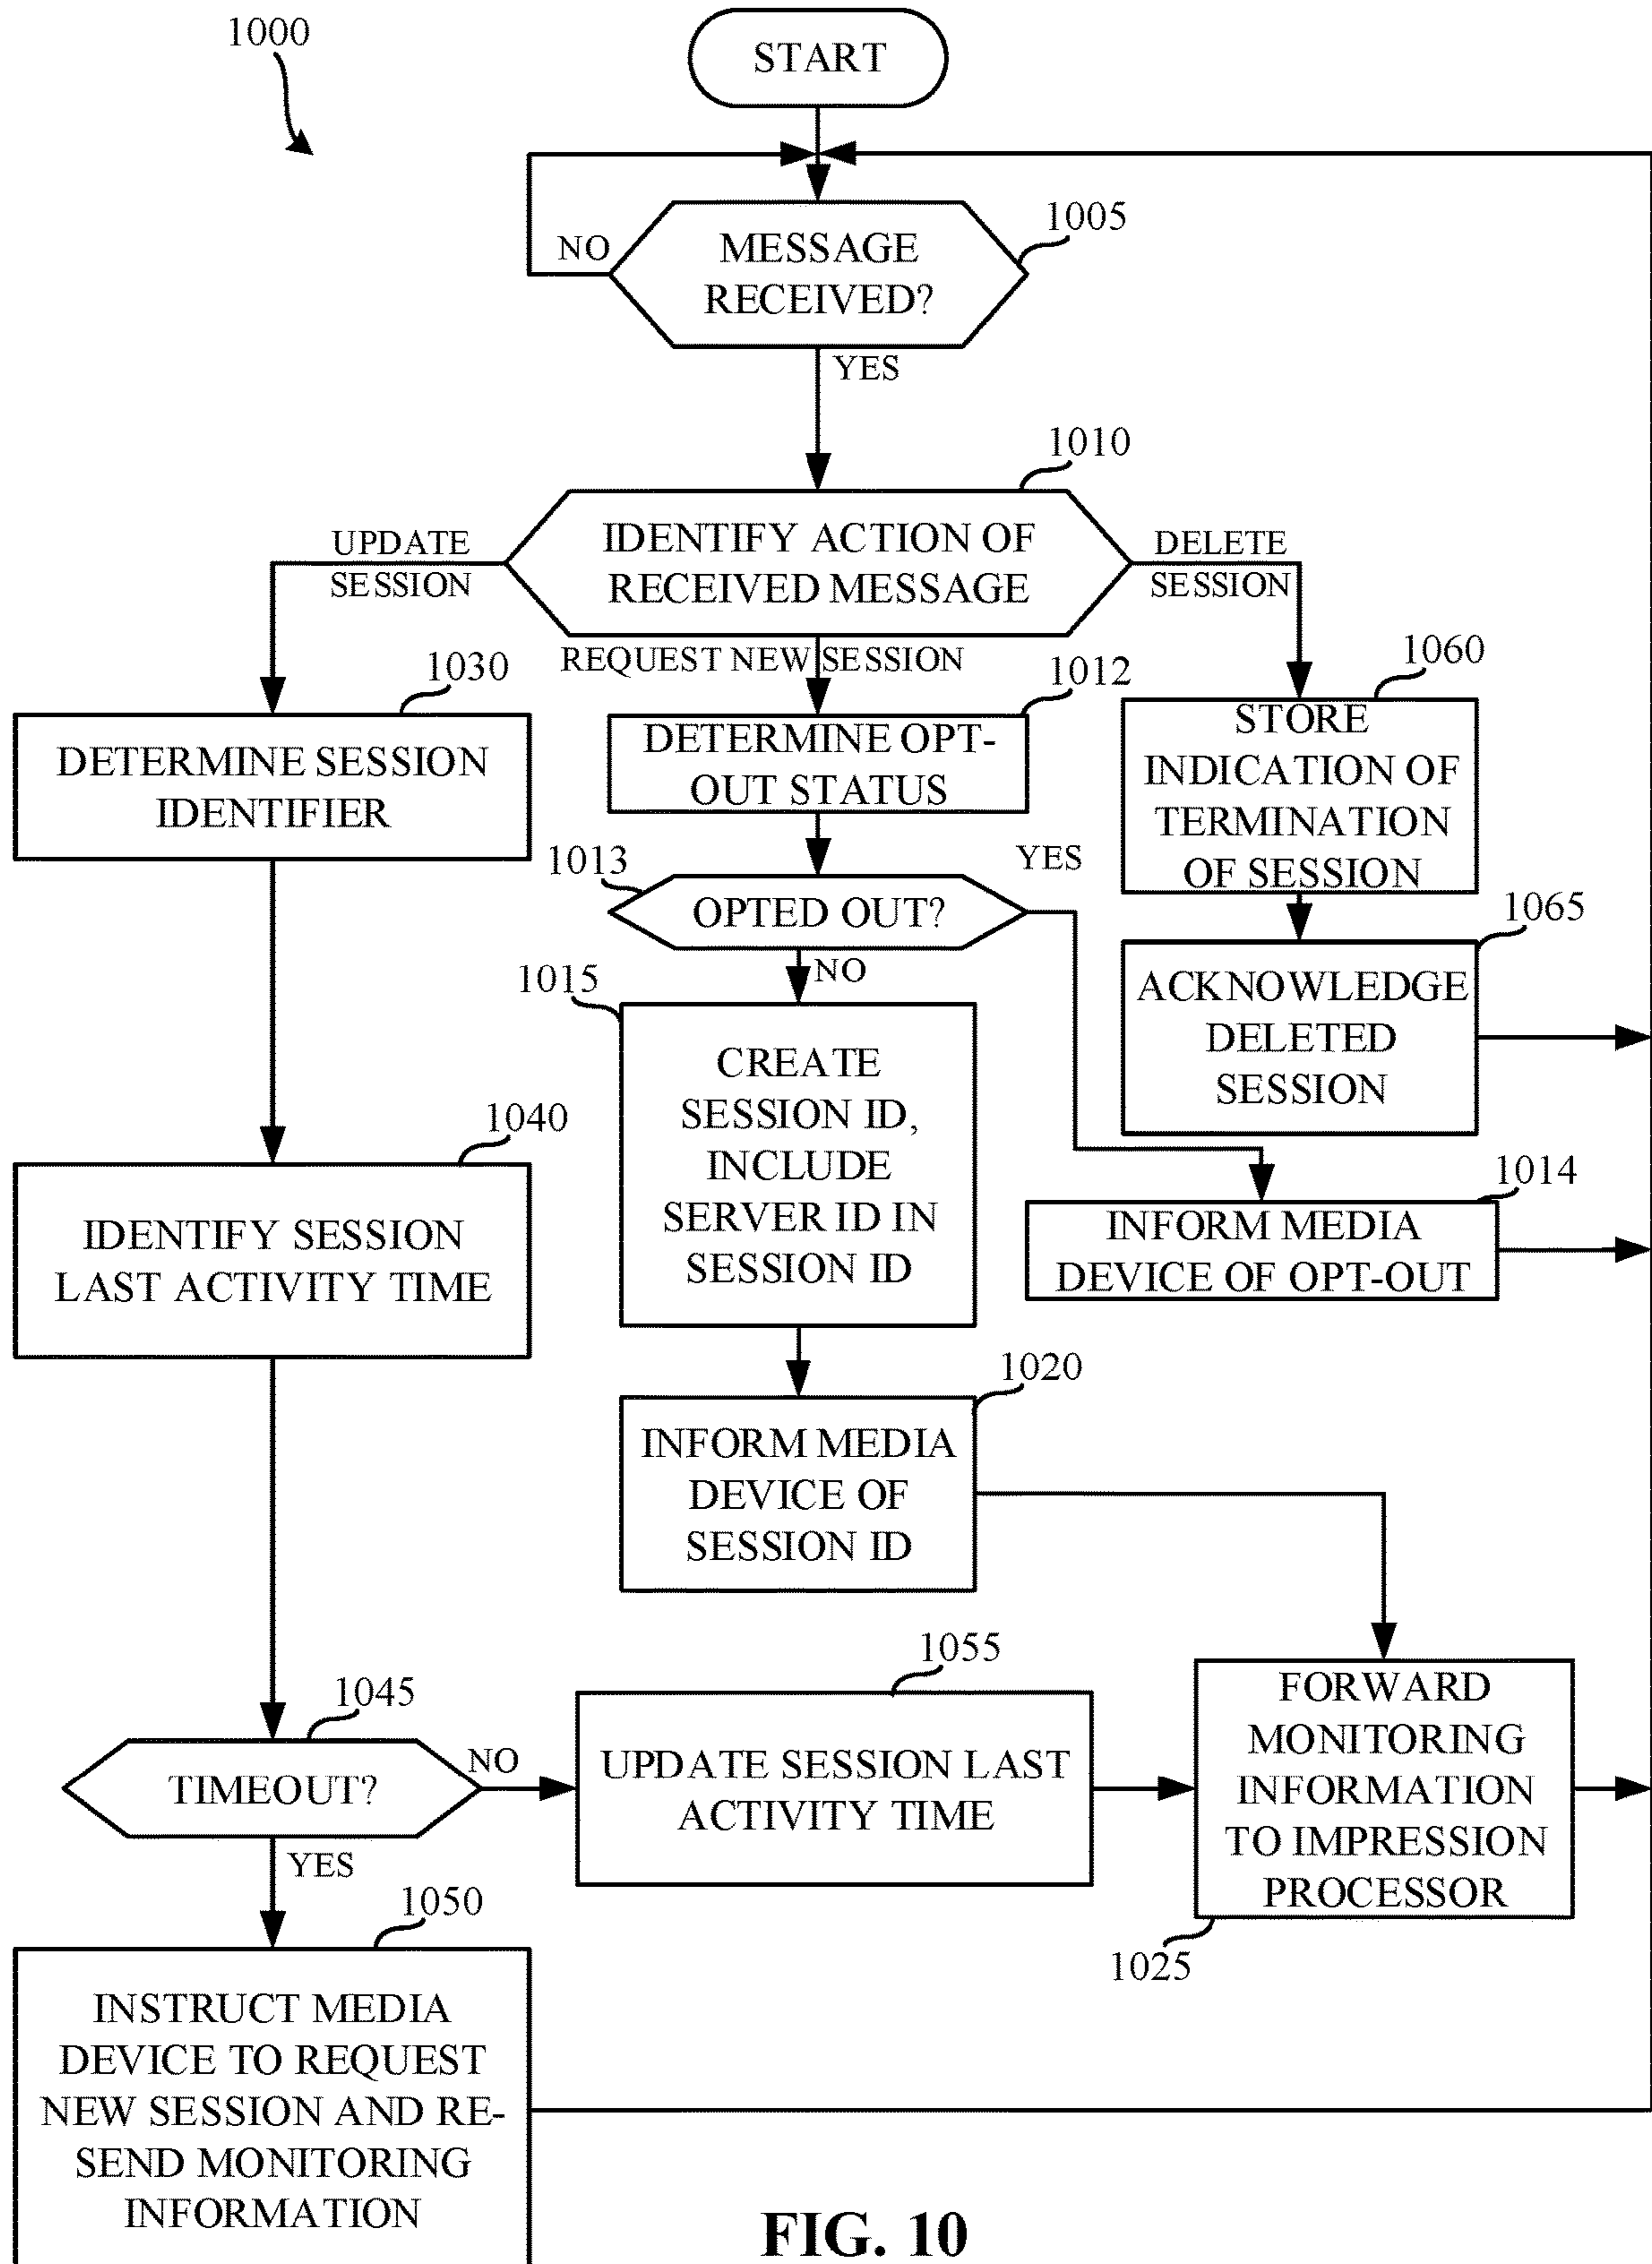 1000
START
1005
NO
MESSAGE
RECEIVED?
YES
1010
UPDATE
SESSION
IDENTIFY ACTION OF
RECEIVED MESSAGE
DELETE
SESSION
REQUEST NEW SESSION
1030
DETERMINE SESSION
IDENTIFIER
1012
DETERMINE OPT-
OUT STATUS
1060
STORE
INDICATION OF
TERMINATION
OF SESSION
1013
OPTED OUT?
YES
NO
1065
ACKNOWLEDGE
DELETED
SESSION
1015
CREATE
SESSION ID,
INCLUDE
SERVER ID IN
SESSION ID
1014
INFORM MEDIA
DEVICE OF OPT-OUT
1040
IDENTIFY SESSION
LAST ACTIVITY TIME
1020
INFORM MEDIA
DEVICE OF
SESSION ID
1045
TIMEOUT?
NO
YES
1055
UPDATE SESSION LAST
ACTIVITY TIME
FORWARD
MONITORING
INFORMATION
TO IMPRESSION
PROCESSOR
1025
1050
INSTRUCT MEDIA
DEVICE TO REQUEST
NEW SESSION AND RE-
SEND MONITORING
INFORMATION
FIG. 10